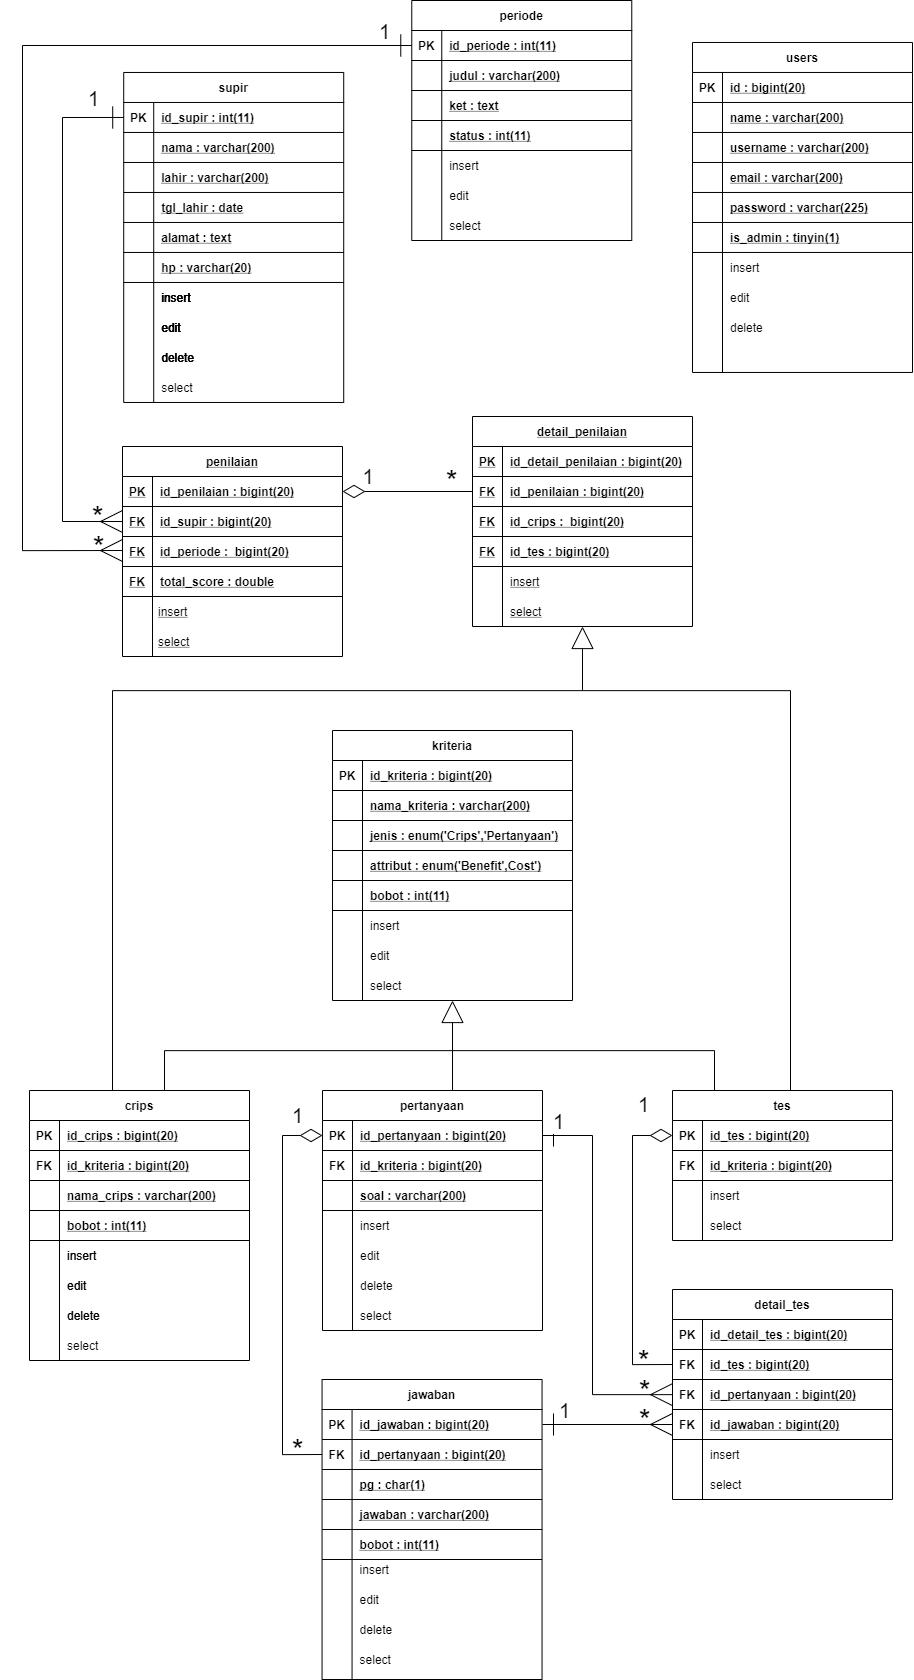 periode
1
PK id_periode : int(11)
judul : varchar(200)
ket : text
status : int(11)
insert
edit
select
users
PK id : bigint(20)
name : varchar(200)
username : varchar(200)
email : varchar(200)
password : varchar(225)
is_admin : tinyin(1)
insert
edit
delete
supir
1
PK id_supir : int(11)
nama : varchar(200)
lahir : varchar(200)
tgl_lahir : date
alamat : text
hp : varchar(20)
insert
edit
delete
select
penilaian
PK id_penilaian : bigint(20)
* FK id_supir : bigint(20)
* FK id_periode : bigint(20)
FK total_score : double
insert
select
1 *
detail_penilaian
PK id_detail_penilaian : bigint(20)
FK id_penilaian : bigint(20)
FK id_crips : bigint(20)
FK id_tes : bigint(20)
insert
select
kriteria
PK id_kriteria : bigint(20)
nama_kriteria : varchar(200)
jenis : enum('Crips','Pertanyaan')
attribut : enum('Benefit',Cost')
bobot : int(11)
insert
edit
select
crips
PK id_crips : bigint(20)
FK id_kriteria : bigint(20)
nama_crips : varchar(200)
bobot : int(11)
insert
edit
delete
select
pertanyaan
1 PK id_pertanyaan : bigint(20) 1
FK id_kriteria : bigint(20)
soal : varchar(200)
insert
edit
delete
select
tes
1 PK id_tes : bigint(20)
FK id_kriteria : bigint(20)
insert
select
detail_tes
PK id_detail_tes : bigint(20)
* FK id_tes : bigint(20)
* FK id_pertanyaan : bigint(20)
* FK id_jawaban : bigint(20)
insert
select
jawaban
PK id_jawaban : bigint(20) 1
* FK id_pertanyaan : bigint(20)
pg : char(1)
jawaban : varchar(200)
bobot : int(11)
insert
edit
delete
select